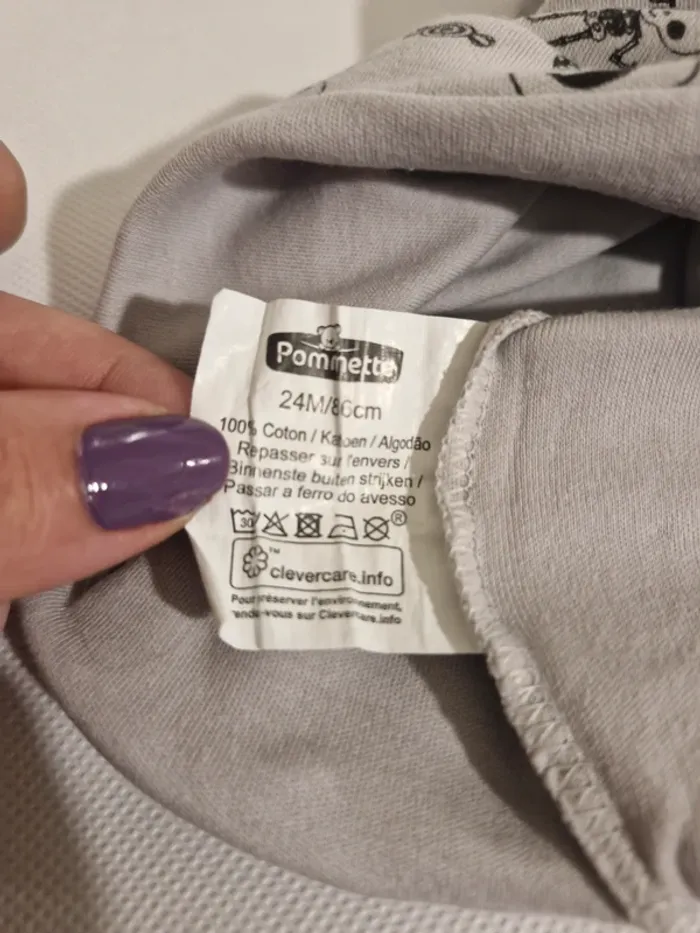 Pommette
24M/86cm
100% Coton / Katoen / Algodão
Repasser sur l'envers /
Binnenste buiten strijken /
Passar a ferro do avesso
30 ®
™
clevercare.info
Pour préserver l'environnement,
rendez-vous sur Clevercare.info